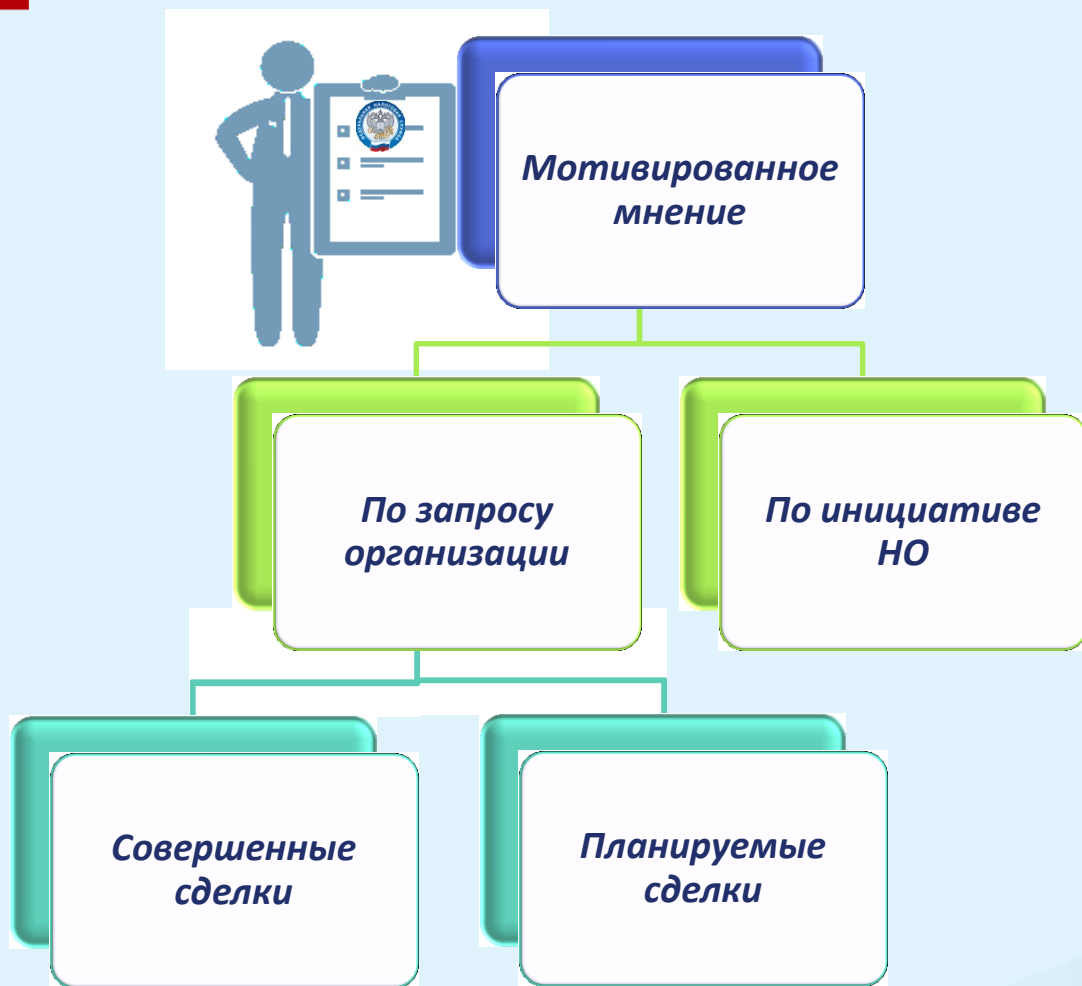 Мотивированное
мнение
По запросу
организации
По инициативе
НО
Совершенные
сделки
Планируемые
сделки